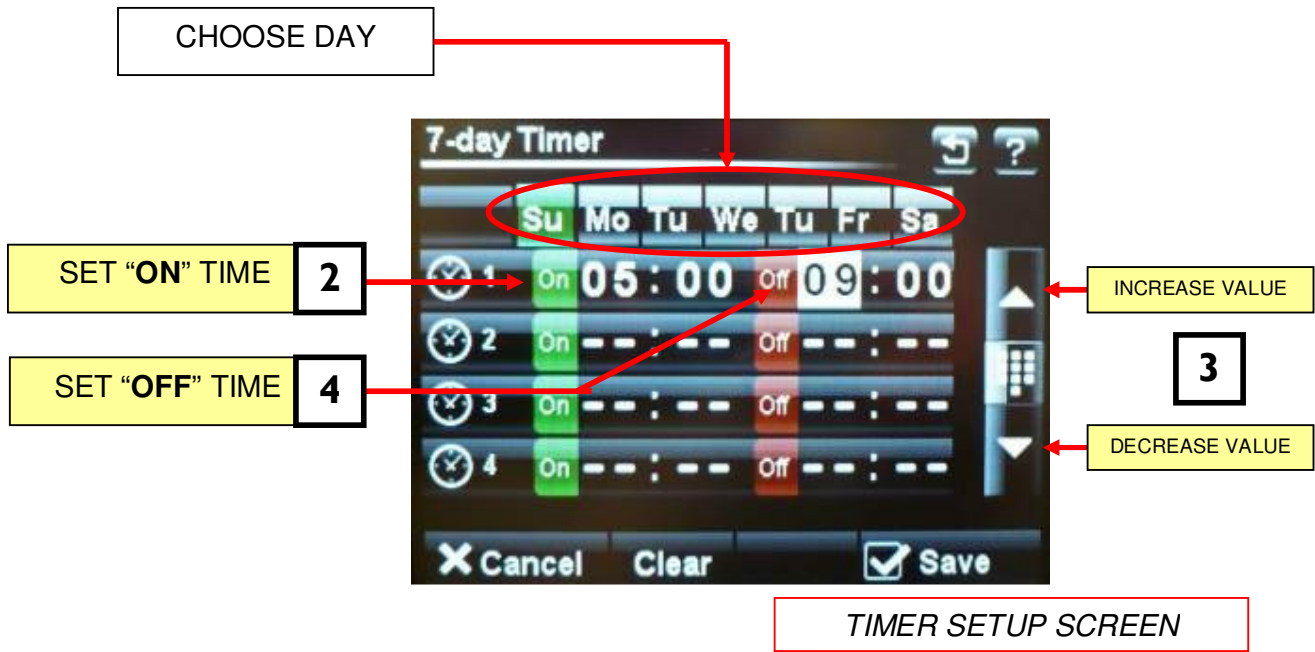 CHOOSE DAY
7-day Timer ?
Su Mo Tu We Tu Fr Sa
SET “ON” TIME 2
1 On 05 : 00 Off 09 : 00
INCREASE VALUE
2 On -- : -- Off -- : --
3
SET “OFF” TIME 4
3 On -- : -- Off -- : --
DECREASE VALUE
4 On -- : -- Off -- : --
Cancel Clear Save
TIMER SETUP SCREEN